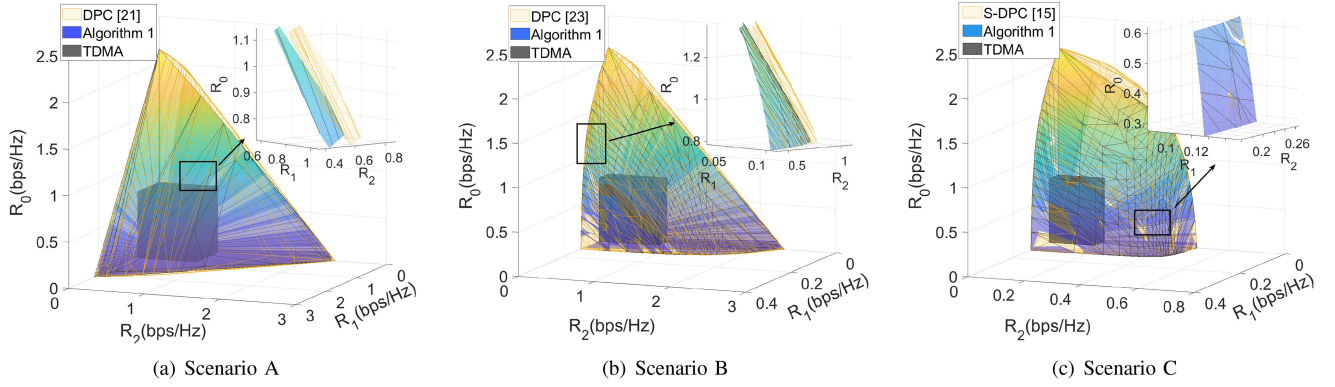 DPC [21]
Algorithm 1
TDMA
1.1
1
0.9
0.8
R0
0.6
0.8
1
R1
0.4
0.6
0.8
R2
2.5
2
1.5
1
0.5
0
R0(bps/Hz)
0
1
2
3
R2(bps/Hz)
3
2
1
0
R1(bps/Hz)
(a) Scenario A
DPC [23]
Algorithm 1
TDMA
1.2
1
0.8
R0
0.05
0.1
R1
0.5
1
R2
2.5
2
1.5
1
0.5
0
R0(bps/Hz)
0
1
2
3
R2(bps/Hz)
0.4
0.2
0
R1(bps/Hz)
(b) Scenario B
S-DPC [15]
Algorithm 1
TDMA
0.6
0.5
0.4
0.3
R0
0.1
0.12
R1
0.2
0.26
R2
2.5
2
1.5
1
0.5
0
R0(bps/Hz)
0
0.2
0.4
0.6
0.8
R2(bps/Hz)
0.4
0.2
0
R1(bps/Hz)
(c) Scenario C